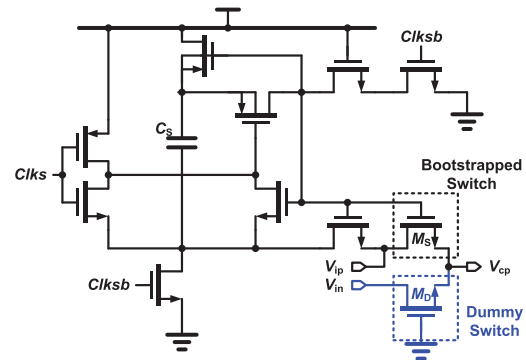 Clksb
CS
Clks
Bootstrapped
Switch
MS
Vip
Vcp
Vin
MD
Clksb
Dummy
Switch